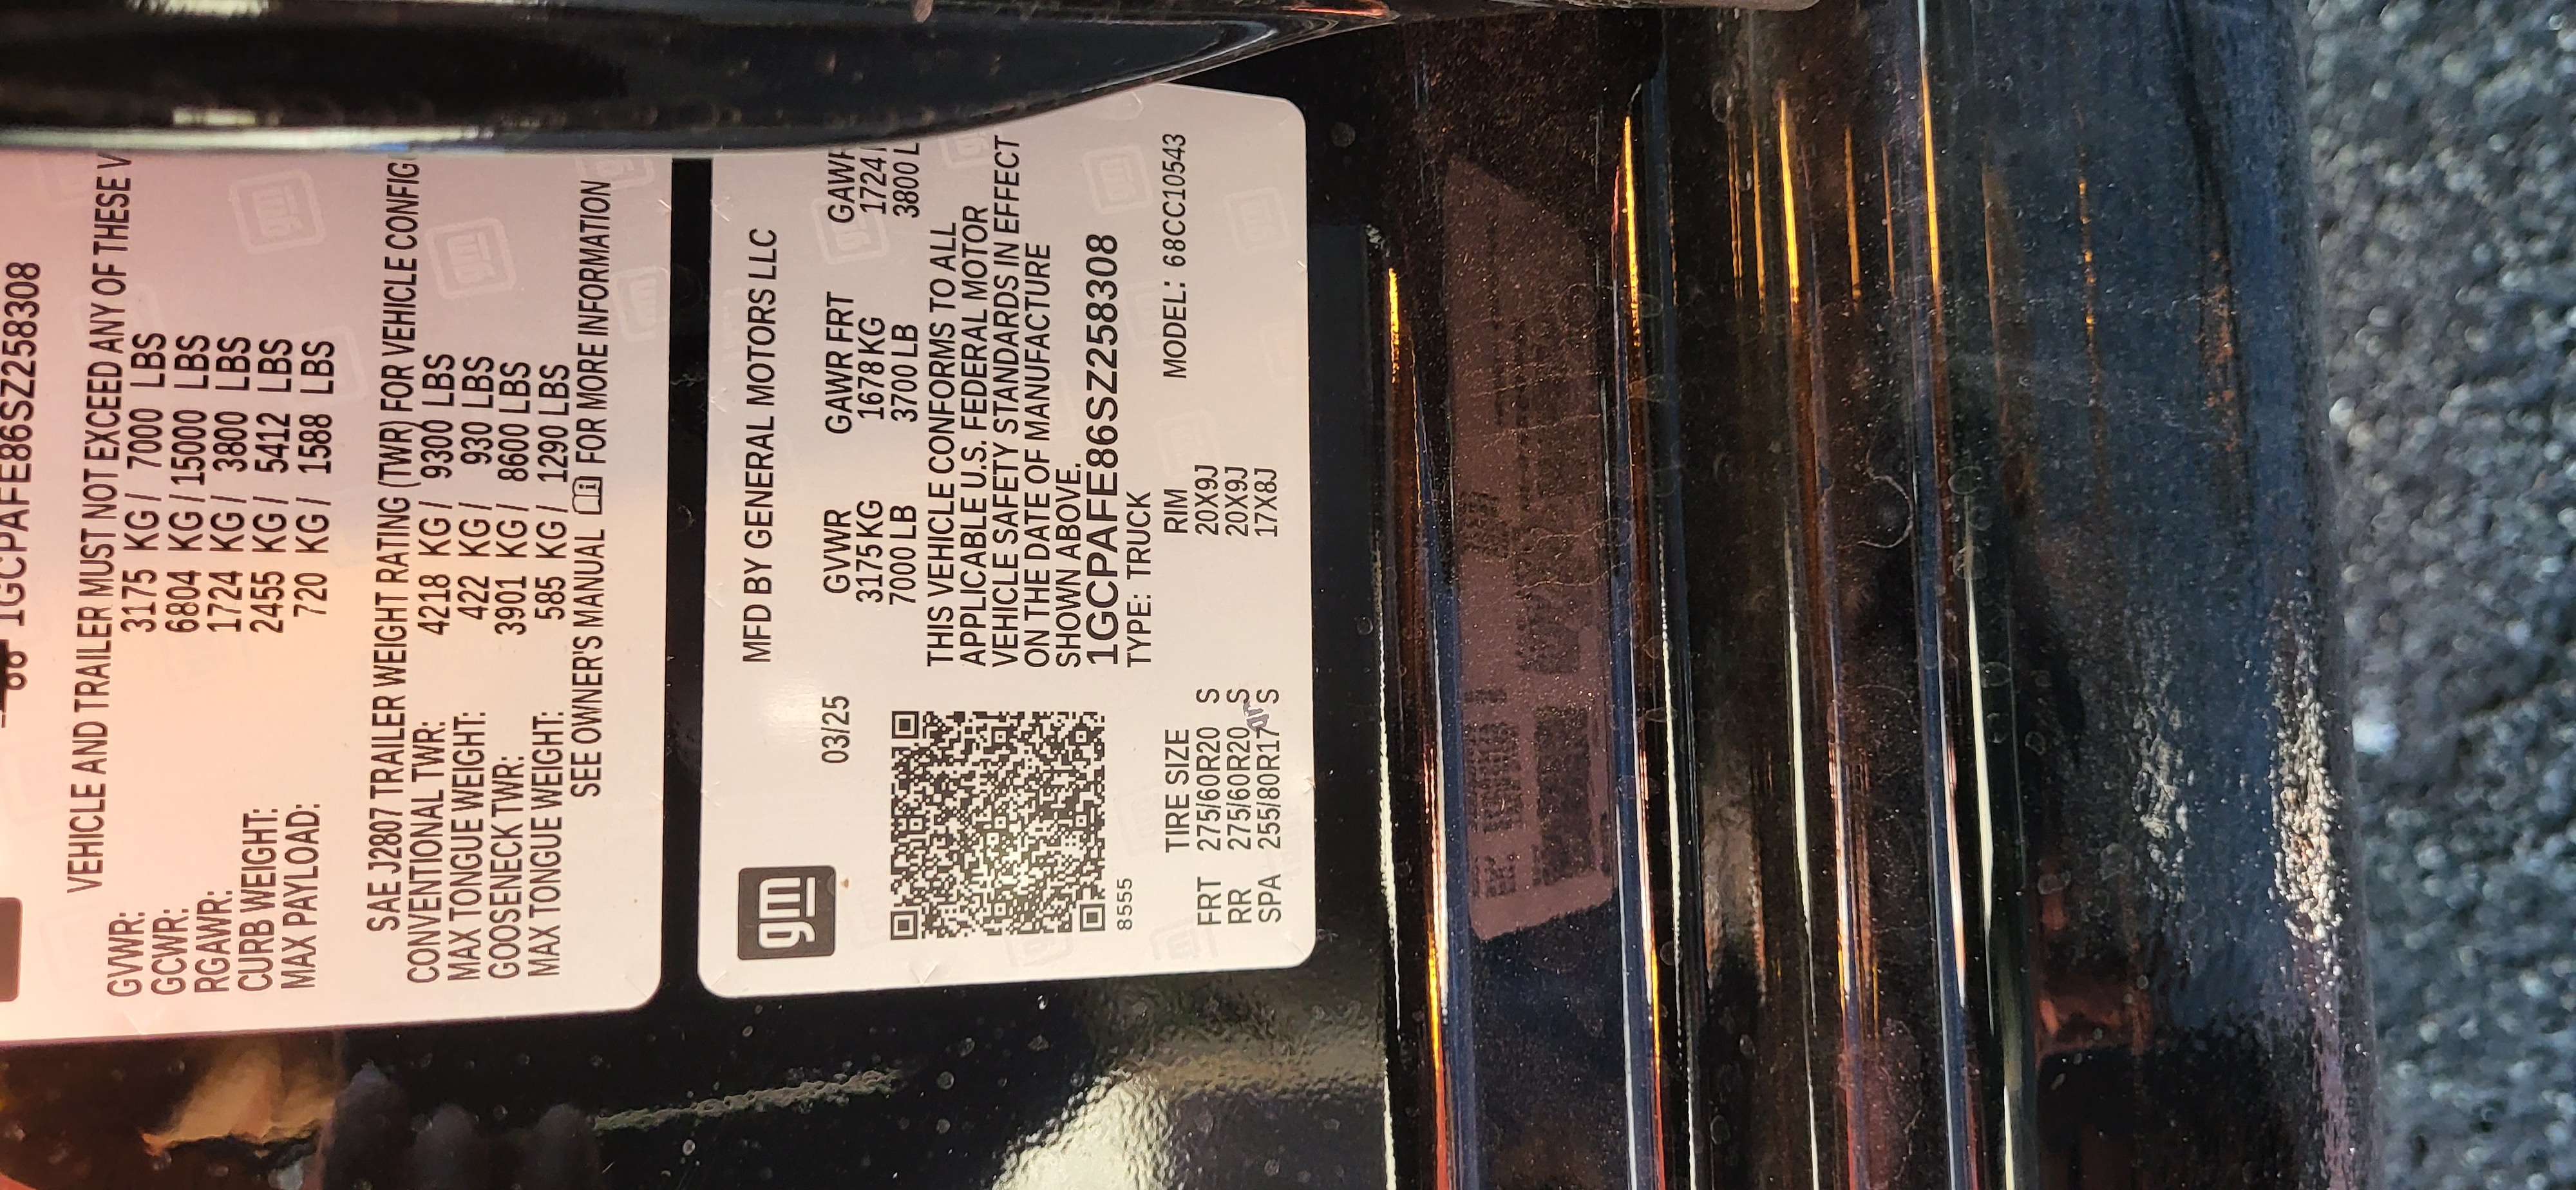 1GCPAFE86SZ258308
VEHICLE AND TRAILER MUST NOT EXCEED ANY OF THESE V
GVWR: 3175 KG / 7000 LBS
GCWR: 6804 KG / 15000 LBS
RGAWR: 1724 KG / 3800 LBS
CURB WEIGHT: 2455 KG / 5412 LBS
MAX PAYLOAD: 720 KG / 1588 LBS
SAE J2807 TRAILER WEIGHT RATING (TWR) FOR VEHICLE CONFIG
CONVENTIONAL TWR: 4218 KG / 9300 LBS
MAX TONGUE WEIGHT: 422 KG / 930 LBS
GOOSENECK TWR: 3901 KG / 8600 LBS
MAX TONGUE WEIGHT: 585 KG / 1290 LBS
SEE OWNER'S MANUAL FOR MORE INFORMATION
gm MFD BY GENERAL MOTORS LLC
03/25 GVWR GAWR FRT GAWR
3175 KG 1678 KG 1724
7000 LB 3700 LB 3800 L
THIS VEHICLE CONFORMS TO ALL
APPLICABLE U.S. FEDERAL MOTOR
VEHICLE SAFETY STANDARDS IN EFFECT
ON THE DATE OF MANUFACTURE
SHOWN ABOVE.
1GCPAFE86SZ258308
8555 TYPE: TRUCK
TIRE SIZE RIM MODEL: 68CC10543
FRT 275/60R20 S 20X9J
RR 275/60R20 S 20X9J
SPA 255/80R17 S 17X8J